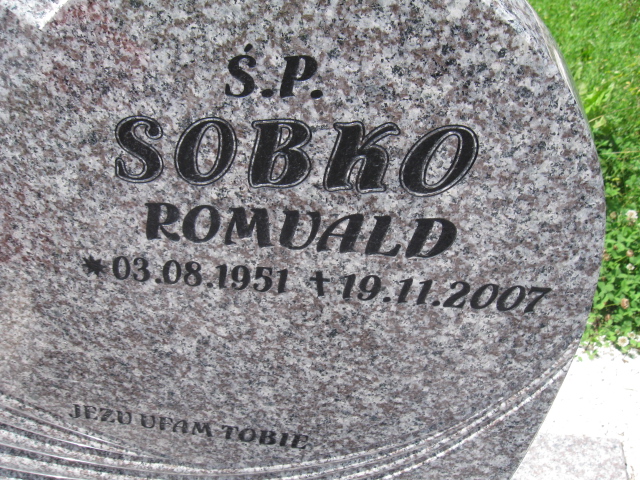 Ś.P.
SOBKO
ROMUALD
✶03.08.1951 ✝19.11.2007
JEZU UFAM TOBIE